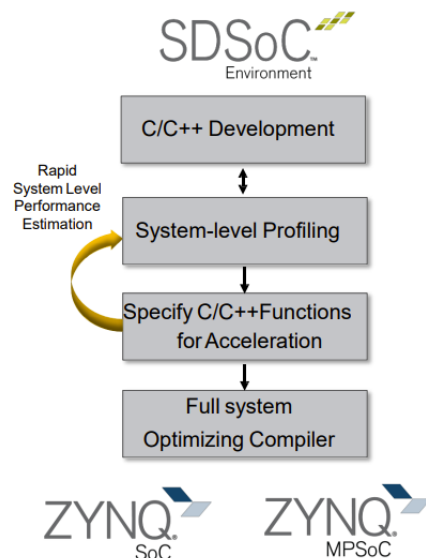 SDSoC™
Environment
C/C++ Development
Rapid
System Level
Performance
Estimation
System-level Profiling
Specify C/C++Functions
for Acceleration
Full system
Optimizing Compiler
ZYNQ®
SoC
ZYNQ®
MPSoC